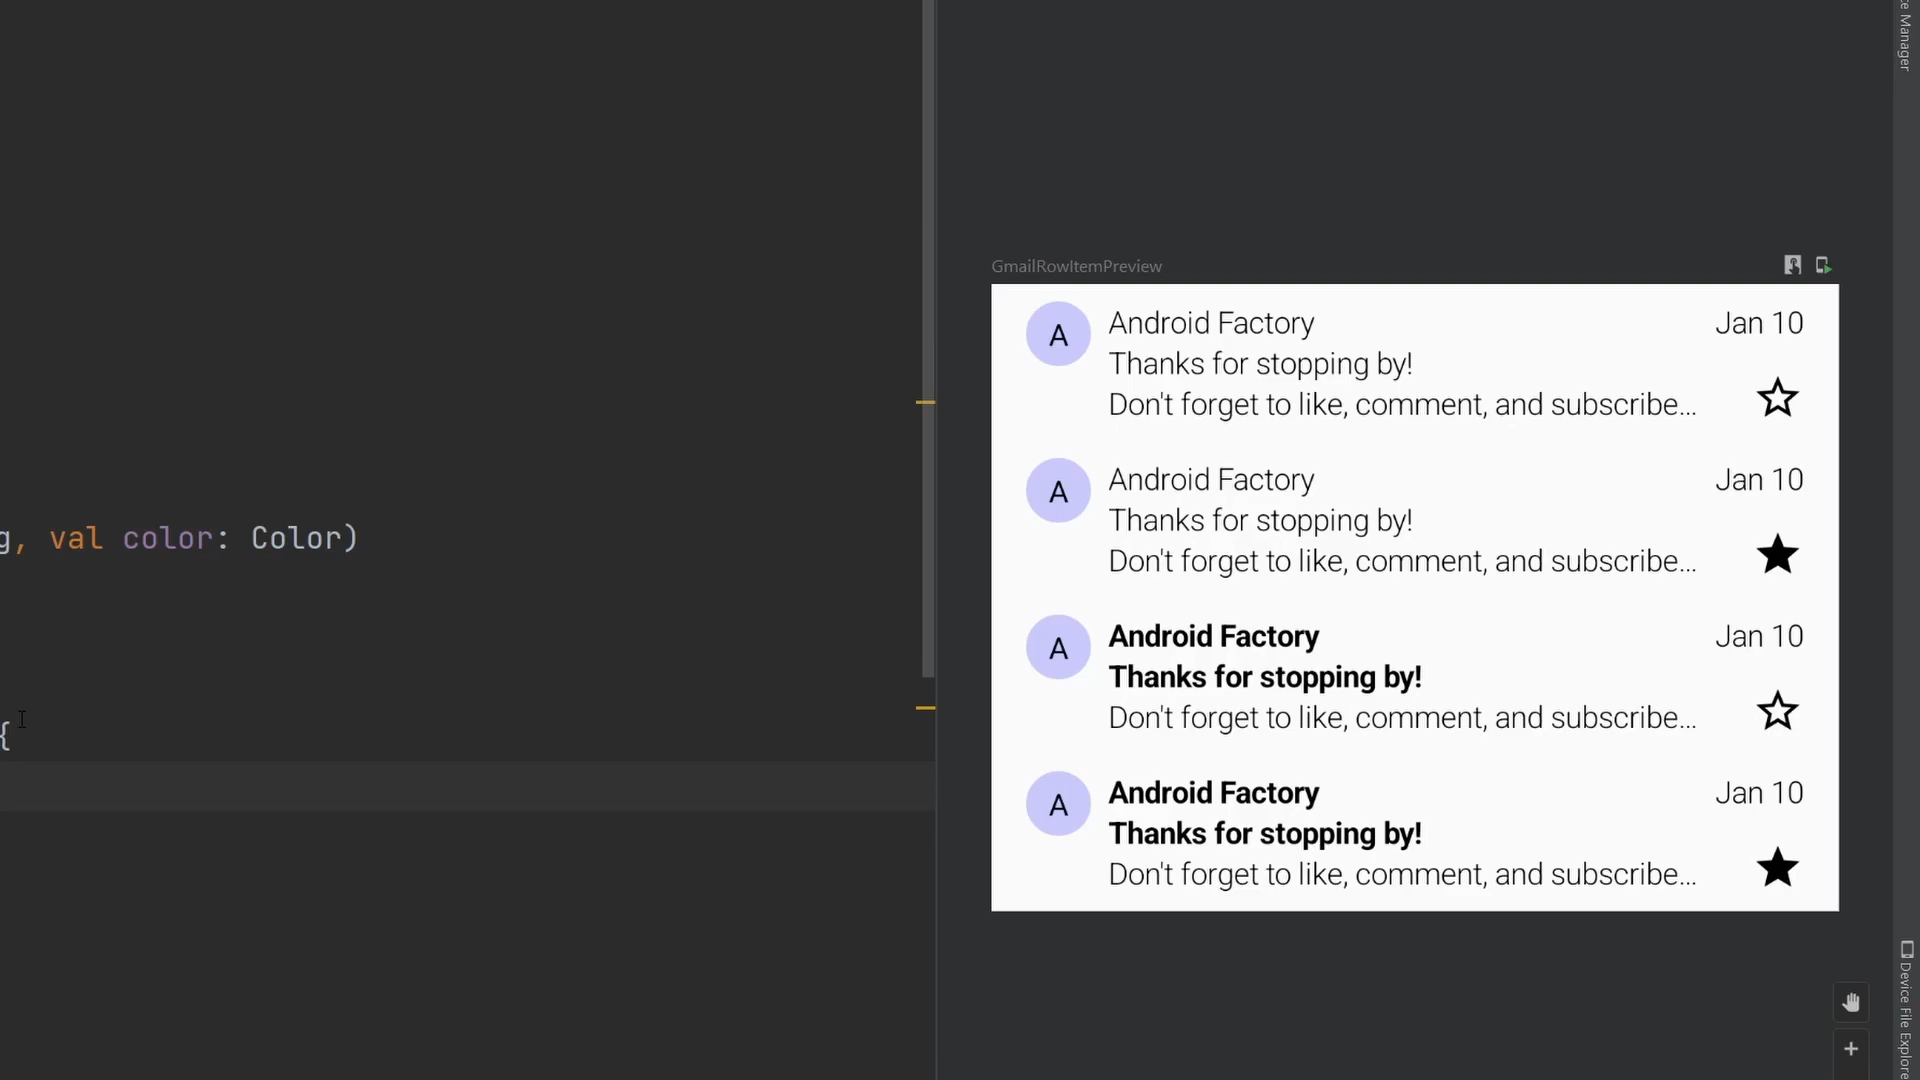 Manager
GmailRowItemPreview
A
Android Factory
Jan 10
Thanks for stopping by!
Don't forget to like, comment, and subscribe...
A
Android Factory
Jan 10
Thanks for stopping by!
Don't forget to like, comment, and subscribe...
g, val color: Color)
A
Android Factory
Jan 10
Thanks for stopping by!
Don't forget to like, comment, and subscribe...
{
A
Android Factory
Jan 10
Thanks for stopping by!
Don't forget to like, comment, and subscribe...
Device File Explore